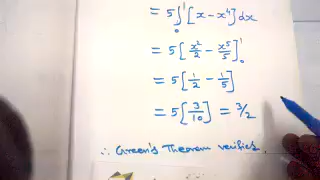 = 5 ∫₀¹ [x - x⁴] dx
= 5 [x²/2 - x⁵/5]₀¹
= 5 [1/2 - 1/5]
= 5 [3/10] = 3/2
∴ Green's Theorem verifies.